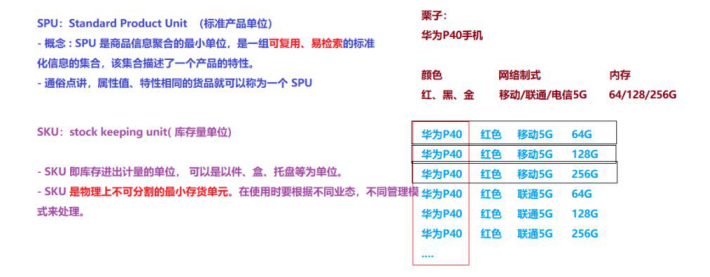 SPU：Standard Product Unit （标准产品单位）
- 概念 : SPU 是商品信息聚合的最小单位，是一组可复用、易检索的标准
化信息的集合，该集合描述了一个产品的特性。
- 通俗点讲，属性值、特性相同的货品就可以称为一个 SPU
SKU：stock keeping unit( 库存量单位)
- SKU 即库存进出计量的单位， 可以是以件、盒、托盘等为单位。
- SKU 是物理上不可分割的最小存货单元。在使用时要根据不同业态，不同管理模
式来处理。
栗子：
华为P40手机
颜色 网络制式 内存
红、黑、金 移动/联通/电信5G 64/128/256G
华为P40 红色 移动5G 64G
华为P40 红色 移动5G 128G
华为P40 红色 移动5G 256G
华为P40 红色 联通5G 64G
华为P40 红色 联通5G 128G
华为P40 红色 联通5G 256G
....